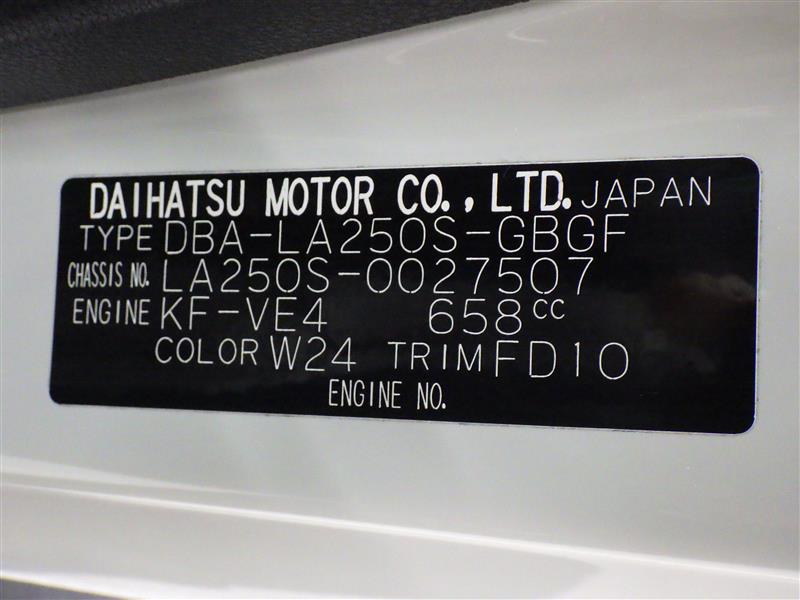 DAIHATSU MOTOR CO., LTD. JAPAN
TYPE DBA-LA250S-GBGF
CHASSIS NO. LA250S-0027507
ENGINE KF-VE4 658cc
COLOR W24 TRIM FD10
ENGINE NO.